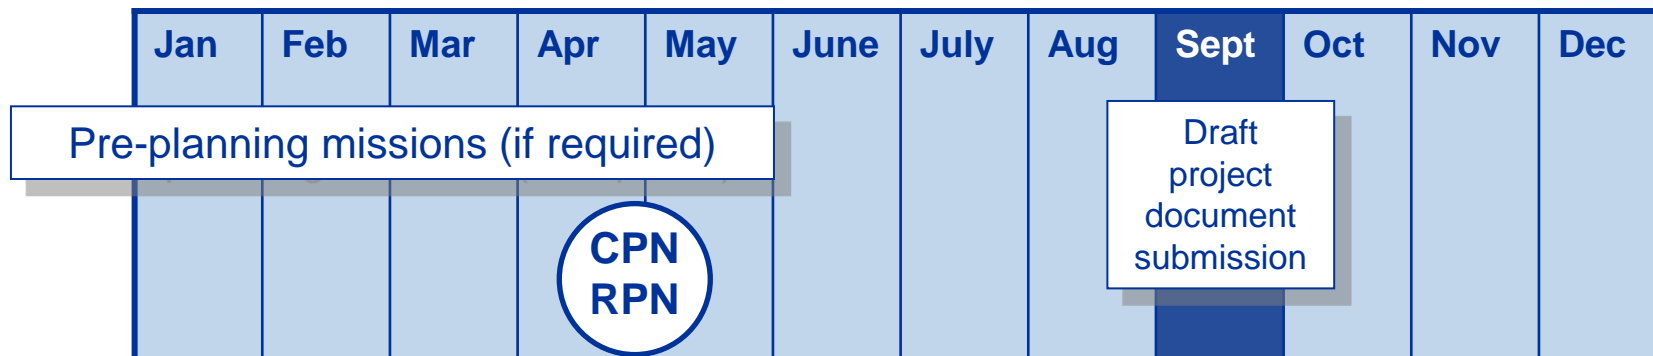 Jan Feb Mar Apr May June July Aug Sept Oct Nov Dec
Pre-planning missions (if required)
Draft
project
document
submission
CPN
RPN